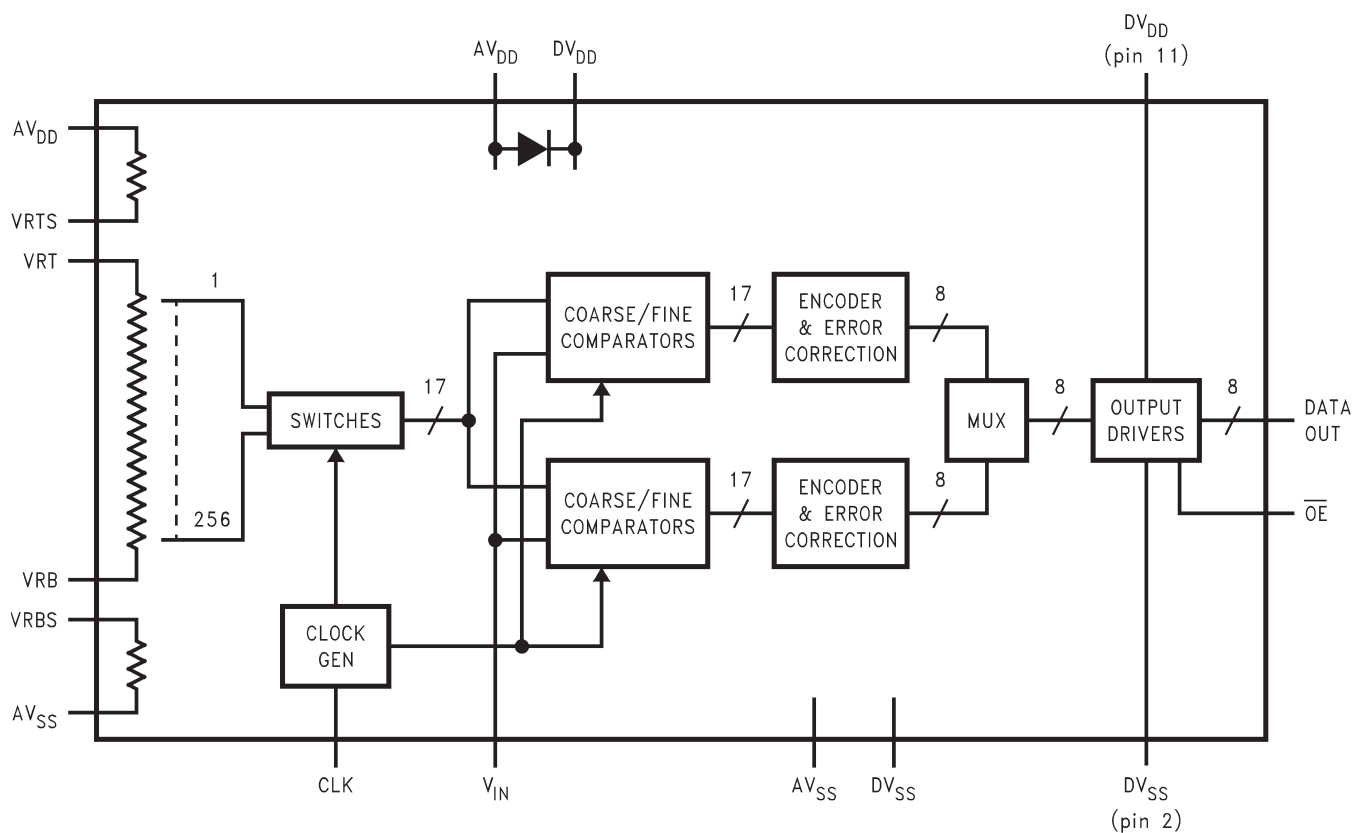 AVDD DVDD
DVDD
(pin 11)
AVDD
VRTS
VRT
1
256
VRB
VRBS
AVSS
SWITCHES
17
CLOCK
GEN
COARSE/FINE
COMPARATORS
17
ENCODER
& ERROR
CORRECTION
8
COARSE/FINE
COMPARATORS
17
ENCODER
& ERROR
CORRECTION
8
MUX
8
OUTPUT
DRIVERS
8
DATA
OUT
OE
CLK
VIN
AVSS DVSS
DVSS
(pin 2)